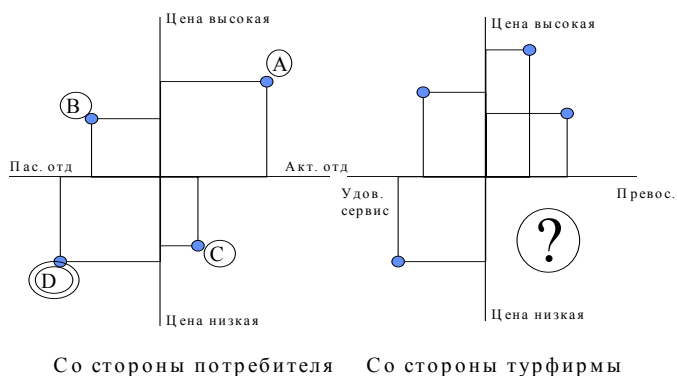 Цена высокая
A
B
Пас. отд
Акт. отд
C
D
Цена низкая
Со стороны потребителя
Цена высокая
Удов.
сервис
Превос.
?
Цена низкая
Со стороны турфирмы